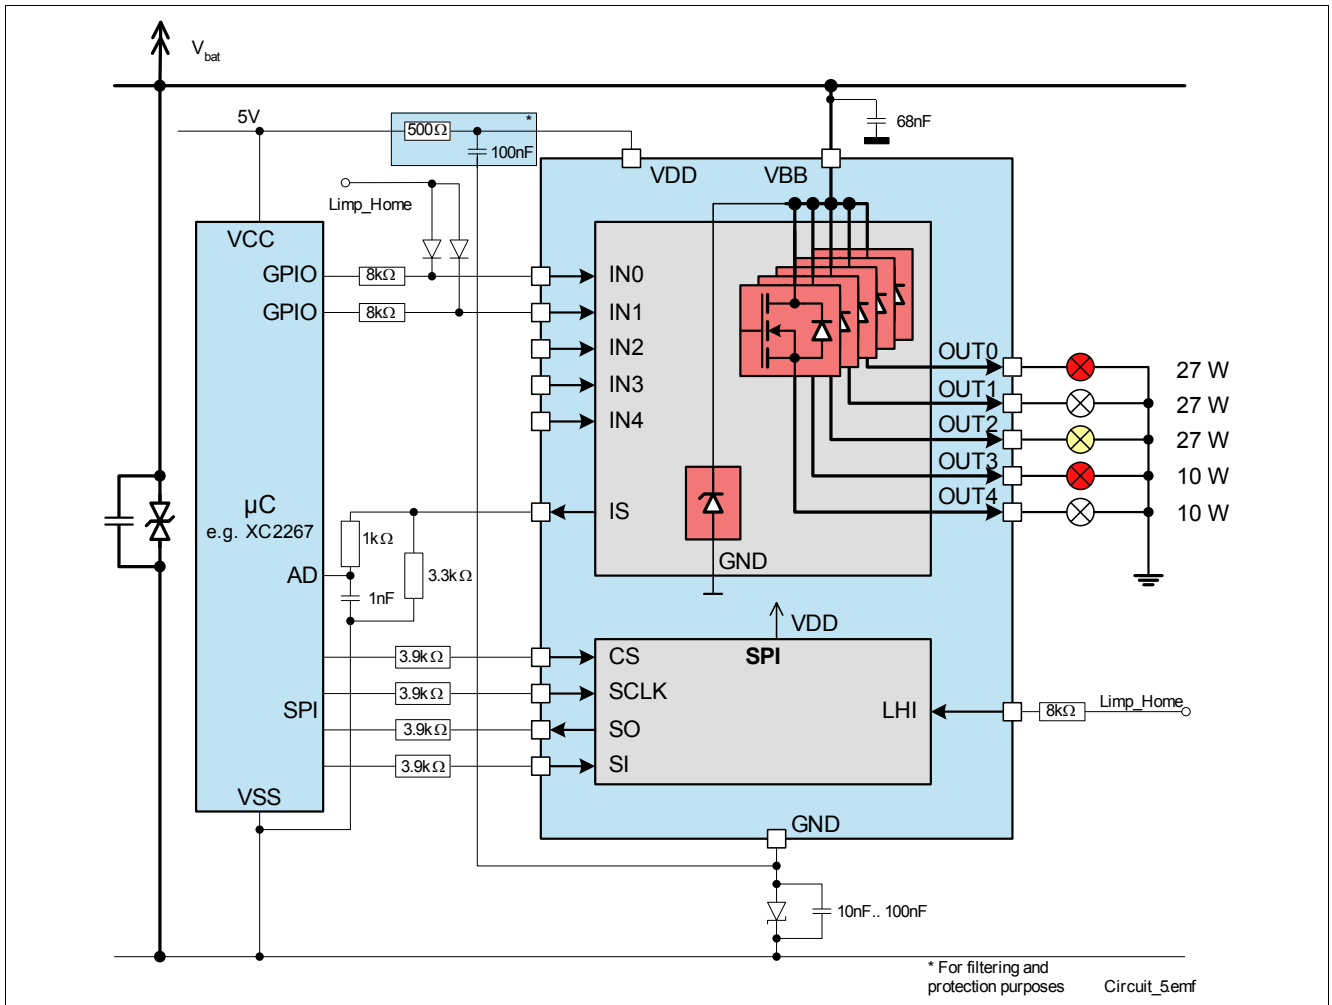 Vbat
5V
500Ω
*
100nF
68nF
VDD
VBB
Limp_Home
VCC
GPIO
8kΩ
IN0
GPIO
8kΩ
IN1
IN2
IN3
IN4
OUT0
27 W
OUT1
27 W
OUT2
27 W
OUT3
10 W
OUT4
10 W
µC
e.g. XC2267
IS
1kΩ
3.3kΩ
AD
1nF
GND
VDD
SPI
3.9kΩ
CS
3.9kΩ
SCLK
SPI
LHI
8kΩ
Limp_Home
3.9kΩ
SO
3.9kΩ
SI
VSS
GND
10nF.. 100nF
* For filtering and
protection purposes
Circuit_5.emf